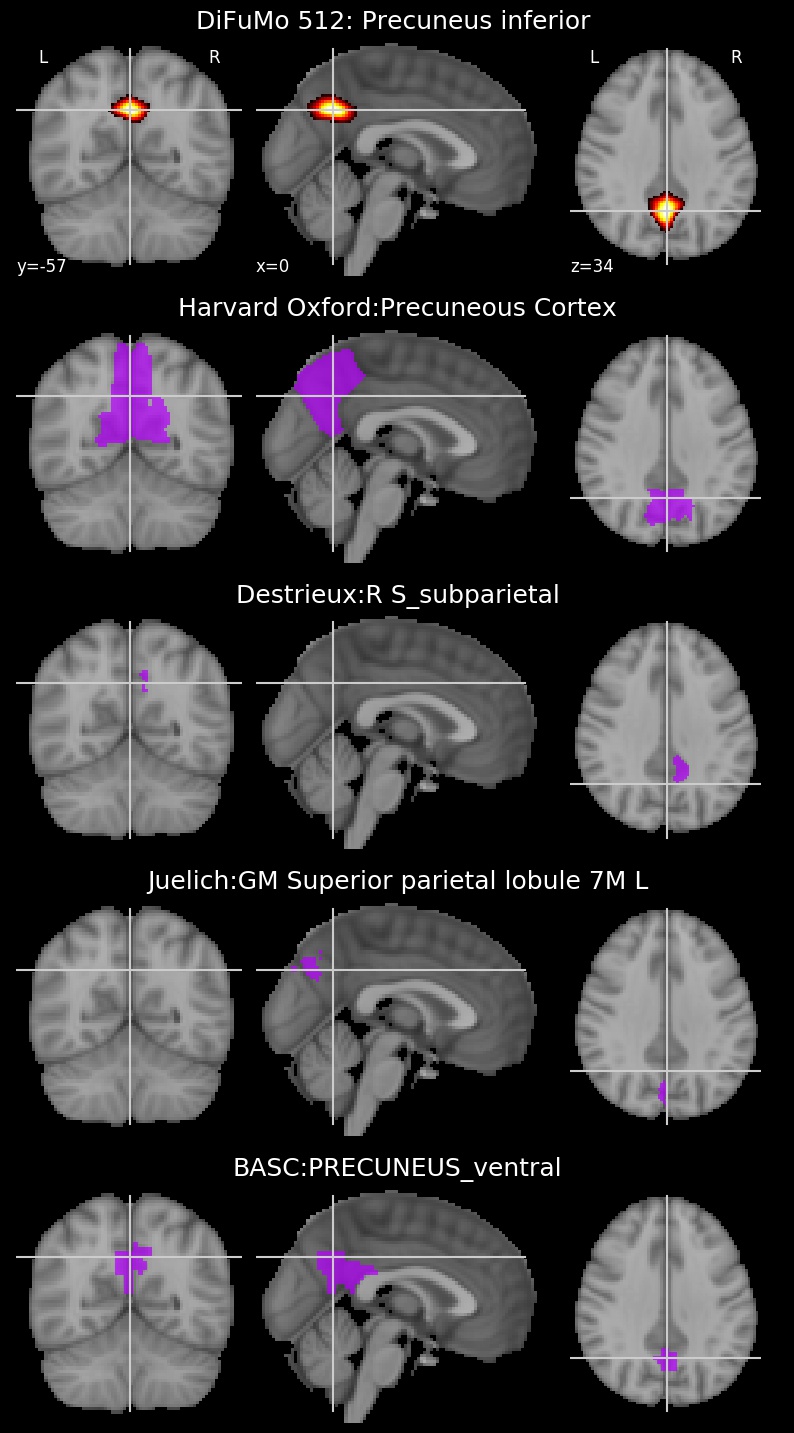 DiFuMo 512: Precuneus inferior
L R L R
y=-57 x=0 z=34
Harvard Oxford:Precuneous Cortex
Destrieux:R S_subparietal
Juelich:GM Superior parietal lobule 7M L
BASC:PRECUNEUS_ventral